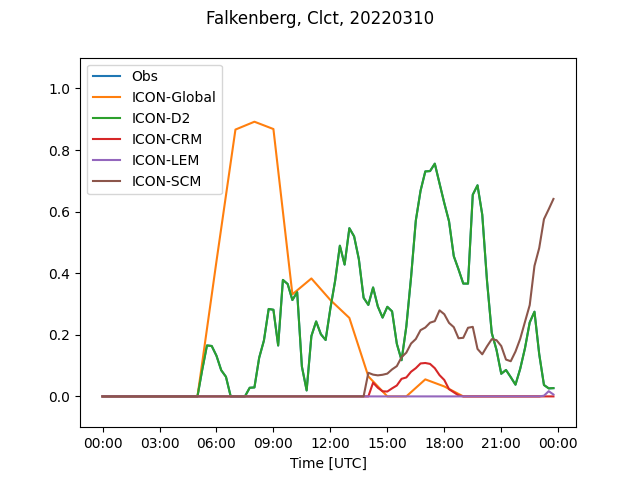 Falkenberg, Clct, 20220310
Obs
ICON-Global
ICON-D2
ICON-CRM
ICON-LEM
ICON-SCM
1.0
0.8
0.6
0.4
0.2
0.0
00:00 03:00 06:00 09:00 12:00 15:00 18:00 21:00 00:00
Time [UTC]